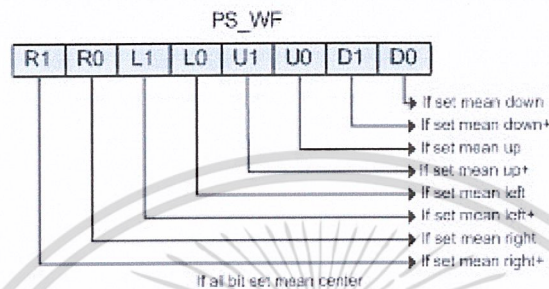 PS_WF
R1 R0 L1 L0 U1 U0 D1 D0
If set mean down
If set mean down+
If set mean up
If set mean up+
If set mean left
If set mean left+
If set mean right
If set mean right+
If all bit set mean center